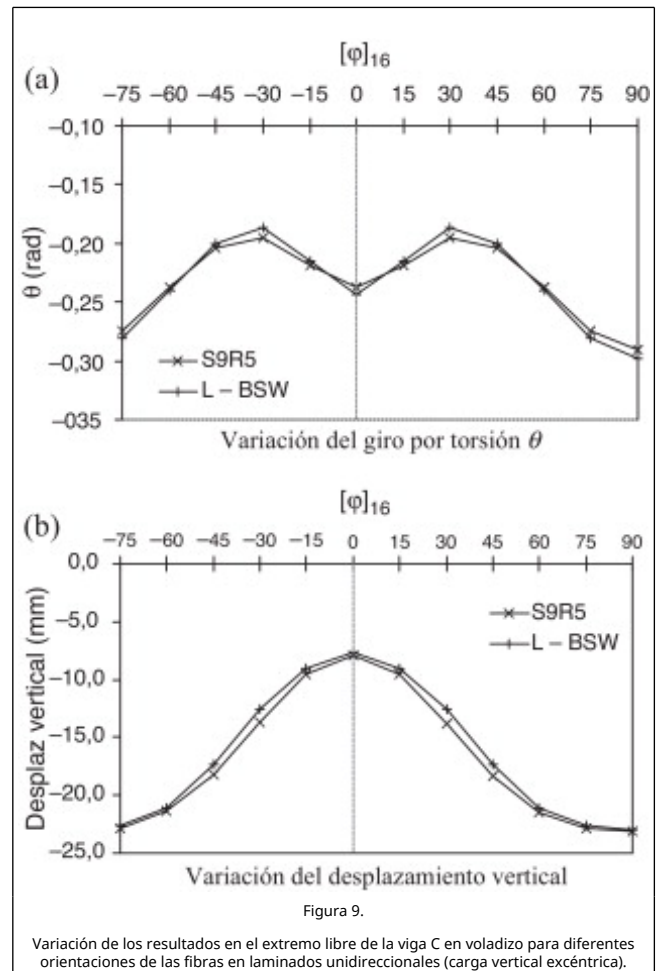 (a)
[φ]16
−75 −60 −45 −30 −15 0 15 30 45 60 75 90
−0,10
−0,15
−0,20
−0,25
−0,30
−035
θ (rad)
S9R5
L – BSW
Variación del giro por torsión θ
(b)
[φ]16
−75 −60 −45 −30 −15 0 15 30 45 60 75 90
0,0
−5,0
−10,0
−15,0
−20,0
−25,0
Desplaz vertical (mm)
S9R5
L – BSW
Variación del desplazamiento vertical
Figura 9.
Variación de los resultados en el extremo libre de la viga C en voladizo para diferentes
orientaciones de las fibras en laminados unidireccionales (carga vertical excéntrica).